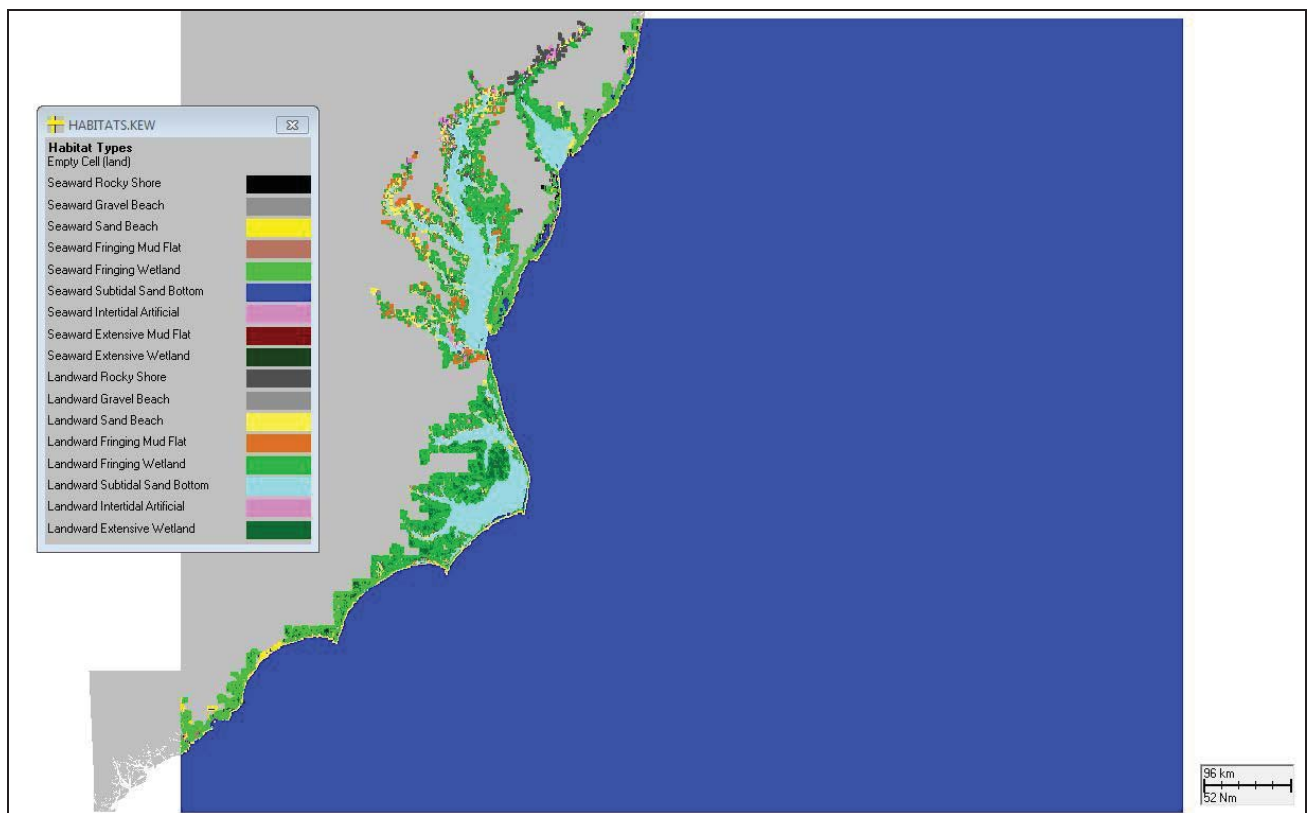 HABITATS.KEW
Habitat Types
Empty Cell (land)
Seaward Rocky Shore
Seaward Gravel Beach
Seaward Sand Beach
Seaward Fringing Mud Flat
Seaward Fringing Wetland
Seaward Subtidal Sand Bottom
Seaward Intertidal Artificial
Seaward Extensive Mud Flat
Seaward Extensive Wetland
Landward Rocky Shore
Landward Gravel Beach
Landward Sand Beach
Landward Fringing Mud Flat
Landward Fringing Wetland
Landward Subtidal Sand Bottom
Landward Intertidal Artificial
Landward Extensive Wetland
96 km
52 Nm